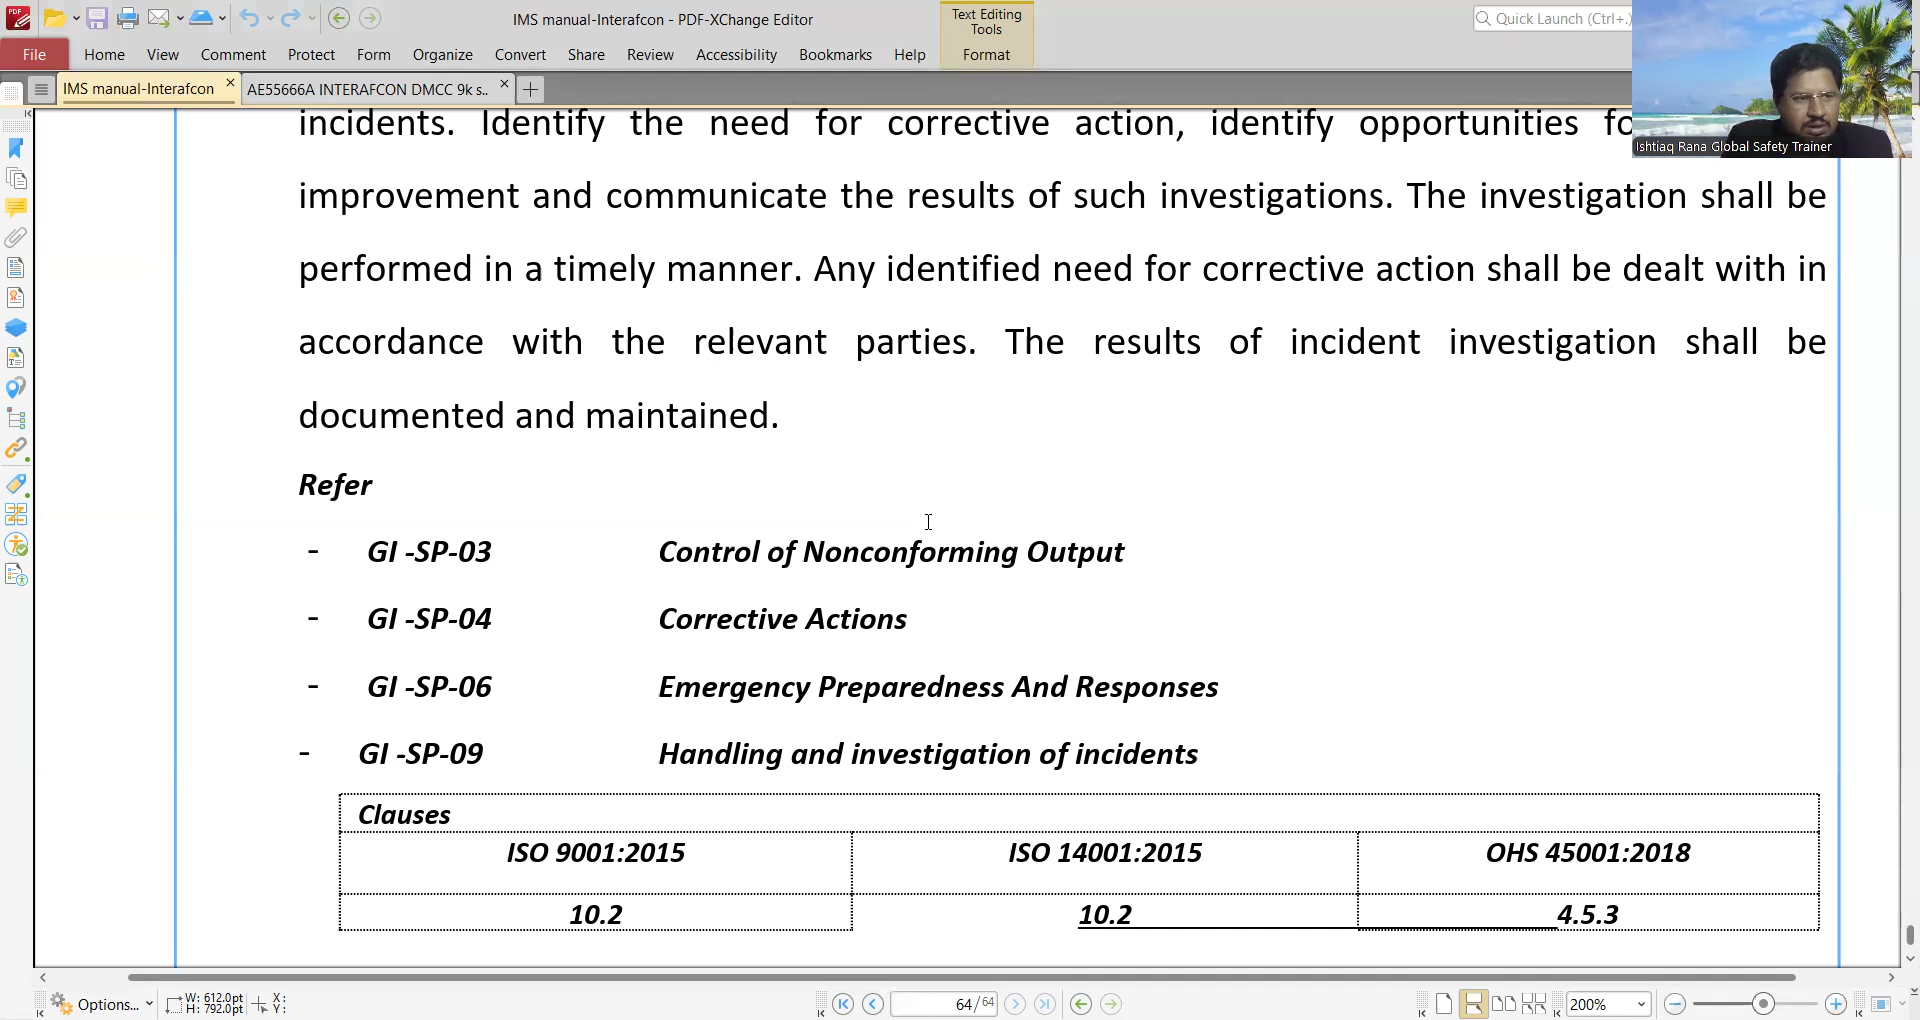 IMS manual-Interafcon - PDF-XChange Editor
Text Editing Tools
Quick Launch (Ctrl+.)
File Home View Comment Protect Form Organize Convert Share Review Accessibility Bookmarks Help Format
IMS manual-Interafcon
AE55666A INTERAFCON DMCC 9k s..
Ishtiaq Rana Global Safety Trainer
incidents. Identify the need for corrective action, identify opportunities
improvement and communicate the results of such investigations. The investigation shall be
performed in a timely manner. Any identified need for corrective action shall be dealt with in
accordance with the relevant parties. The results of incident investigation shall be
documented and maintained.
Refer
- GI -SP-03 Control of Nonconforming Output
- GI -SP-04 Corrective Actions
- GI -SP-06 Emergency Preparedness And Responses
- GI -SP-09 Handling and investigation of incidents
Clauses
ISO 9001:2015 ISO 14001:2015 OHS 45001:2018
10.2 10.2 4.5.3
Options...
W: 612.0pt
H: 792.0pt
X:
Y:
64 / 64
200%